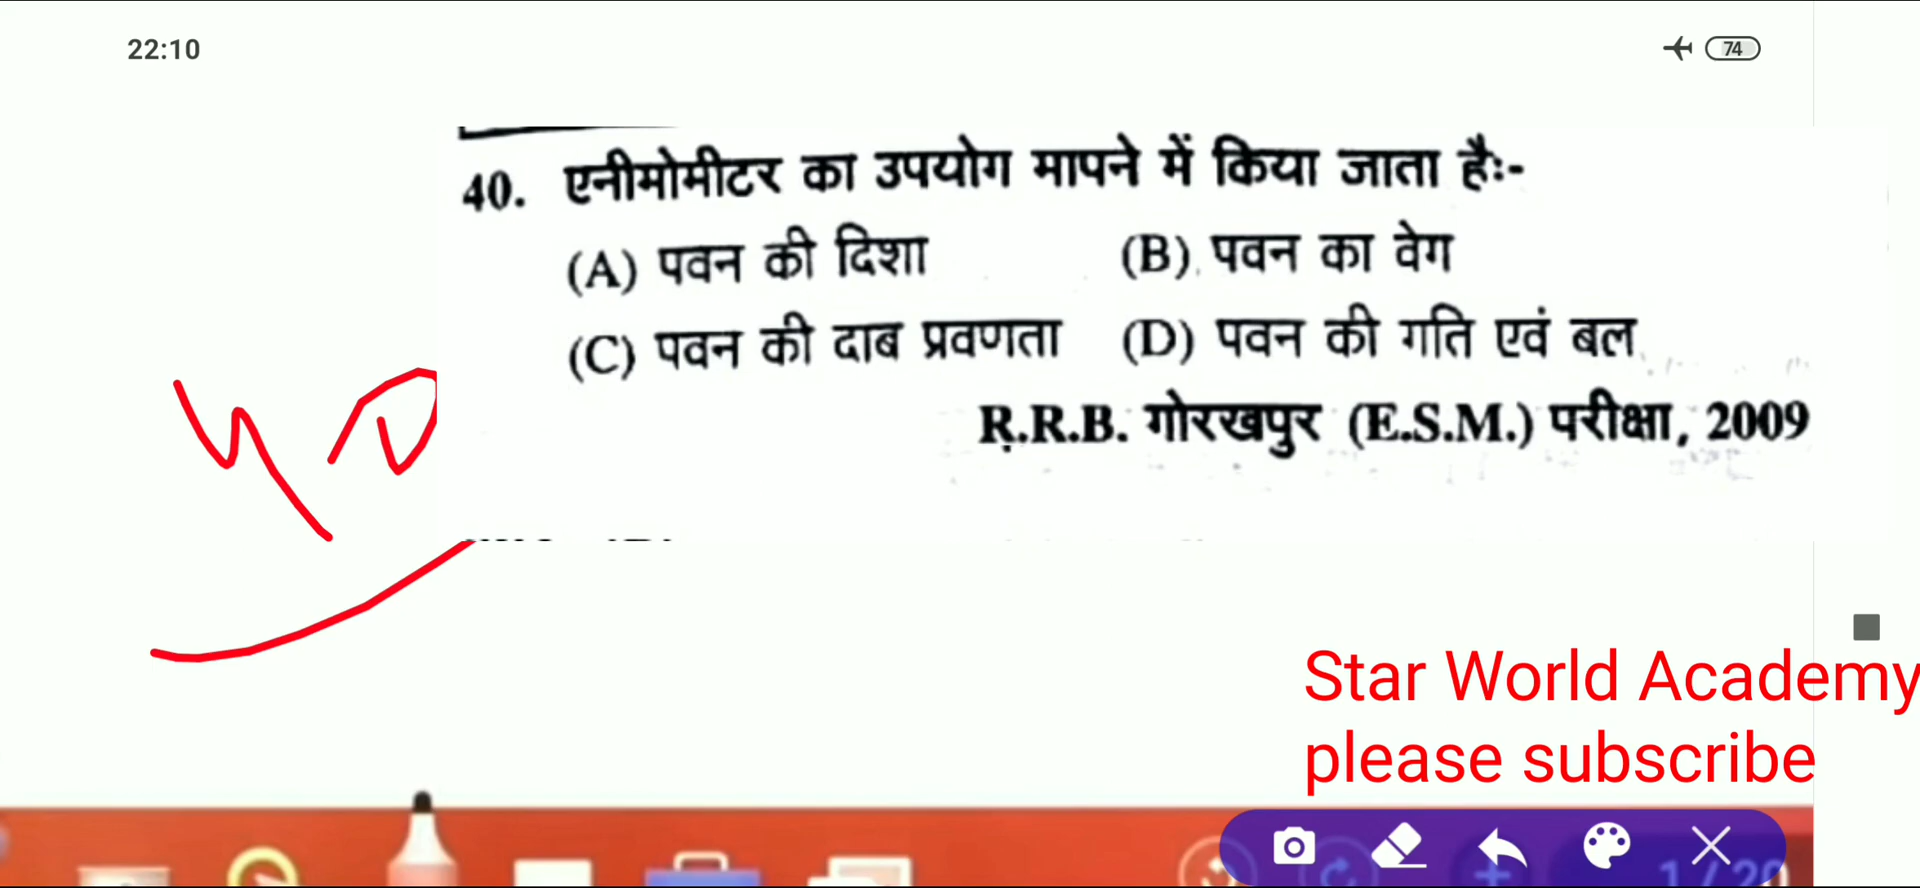 22:10
74
40. एनीमोमीटर का उपयोग मापने में किया जाता हैः-
(A) पवन की दिशा (B) पवन का वेग
(C) पवन की दाब प्रवणता (D) पवन की गति एवं बल
R.R.B. गोरखपुर (E.S.M.) परीक्षा, 2009
40
Star World Academy
please subscribe